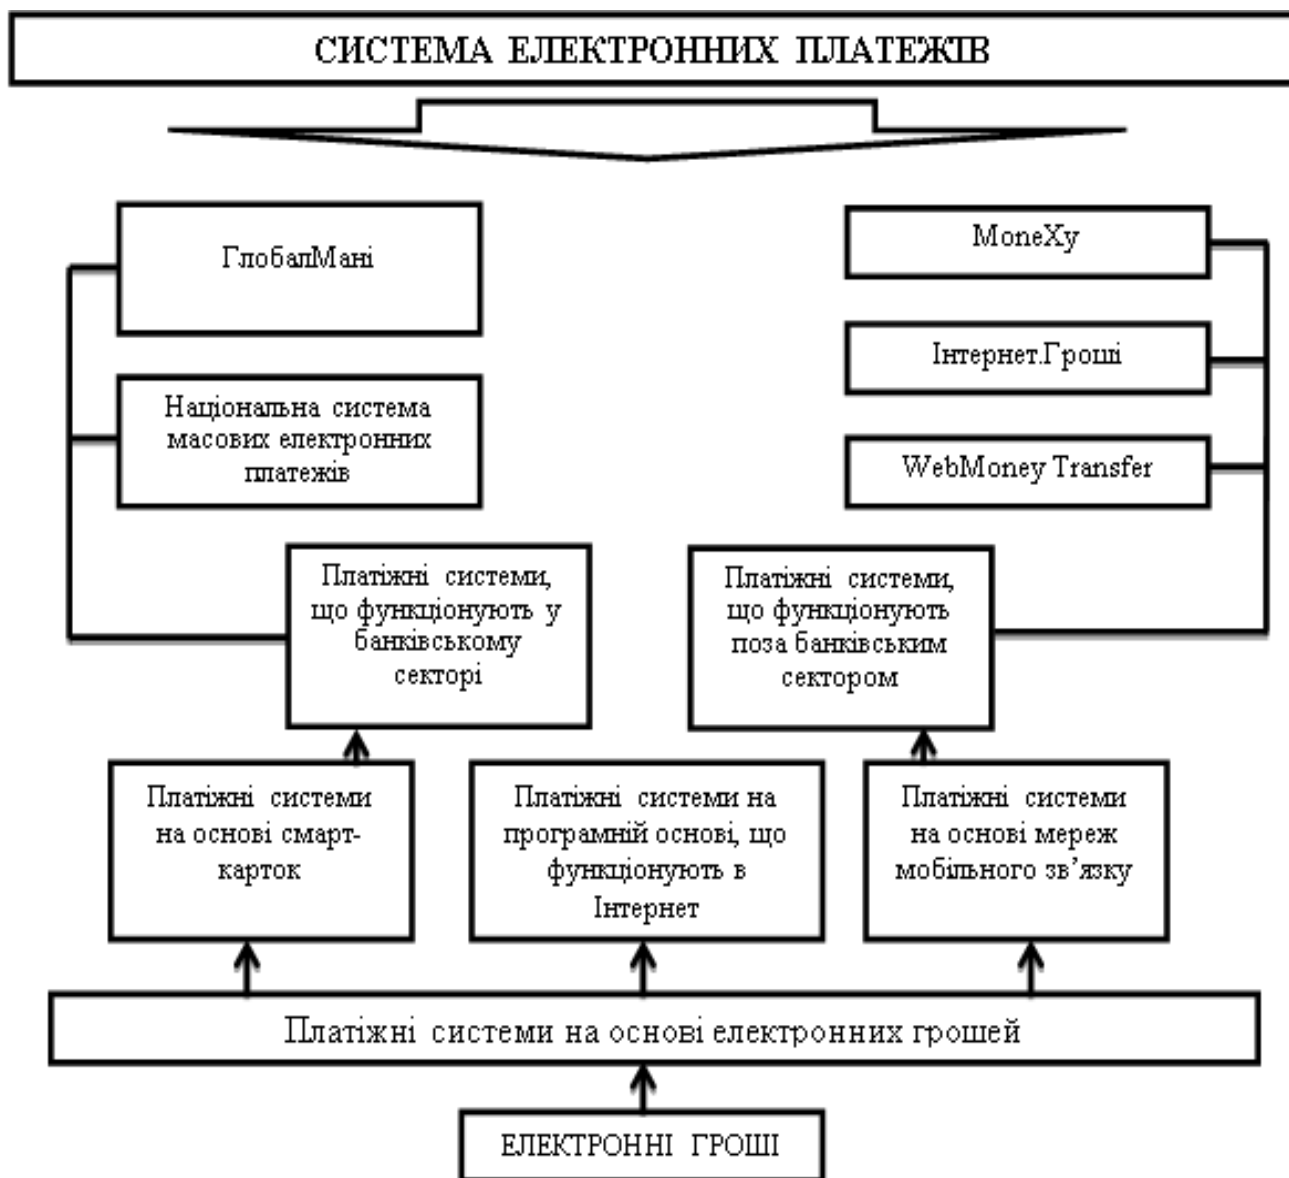 СИСТЕМА ЕЛЕКТРОННИХ ПЛАТЕЖІВ
ГлобалМані
Національна система
масових електронних
платежів
MoneXy
Інтернет.Гроші
WebMoney Transfer
Платіжні системи,
що функціонують у
банківському
секторі
Платіжні системи,
що функціонують
поза банківським
сектором
Платіжні системи
на основі смарт-
карток
Платіжні системи на
програмній основі, що
функціонують в
Інтернет
Платіжні системи
на основі мереж
мобільного зв’язку
Платіжні системи на основі електронних грошей
ЕЛЕКТРОННІ ГРОШІ